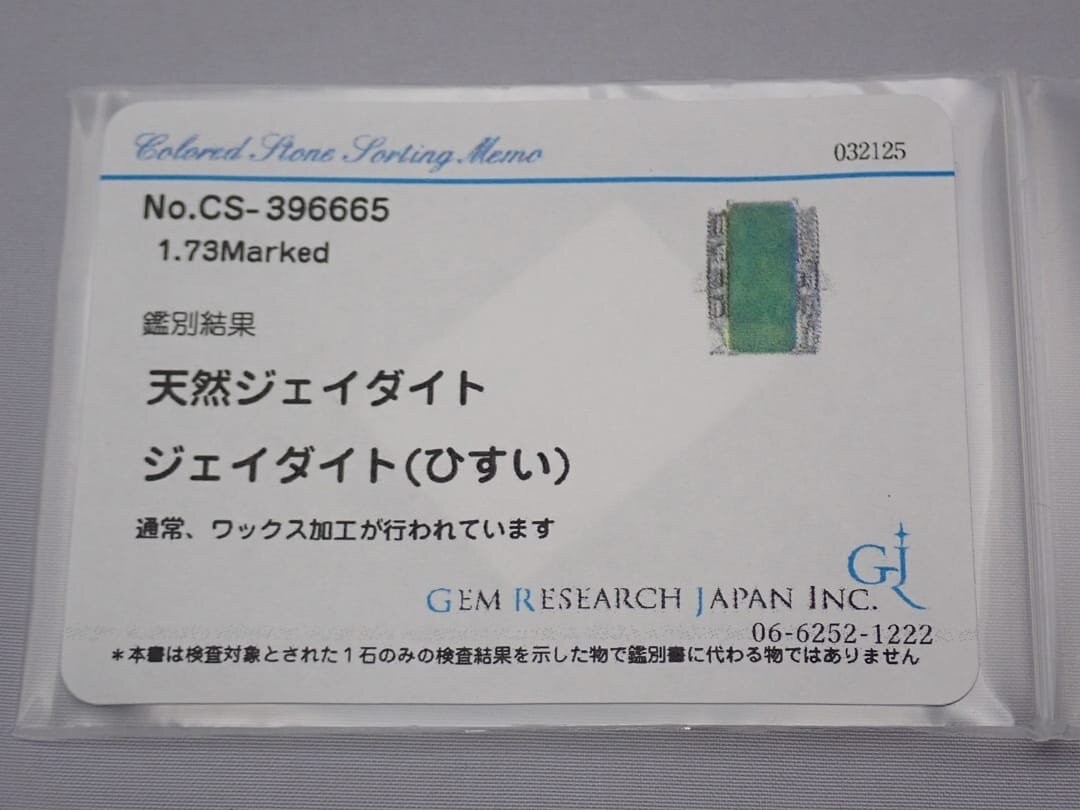 Colored Stone Sorting Memo
032125
No.CS-396665
1.73Marked
鑑別結果
天然ジェイダイト
ジェイダイト(ひすい)
通常、ワックス加工が行われています
GJR
GEM RESEARCH JAPAN INC.
06-6252-1222
*本書は検査対象とされた1石のみの検査結果を示した物で鑑別書に代わる物ではありません